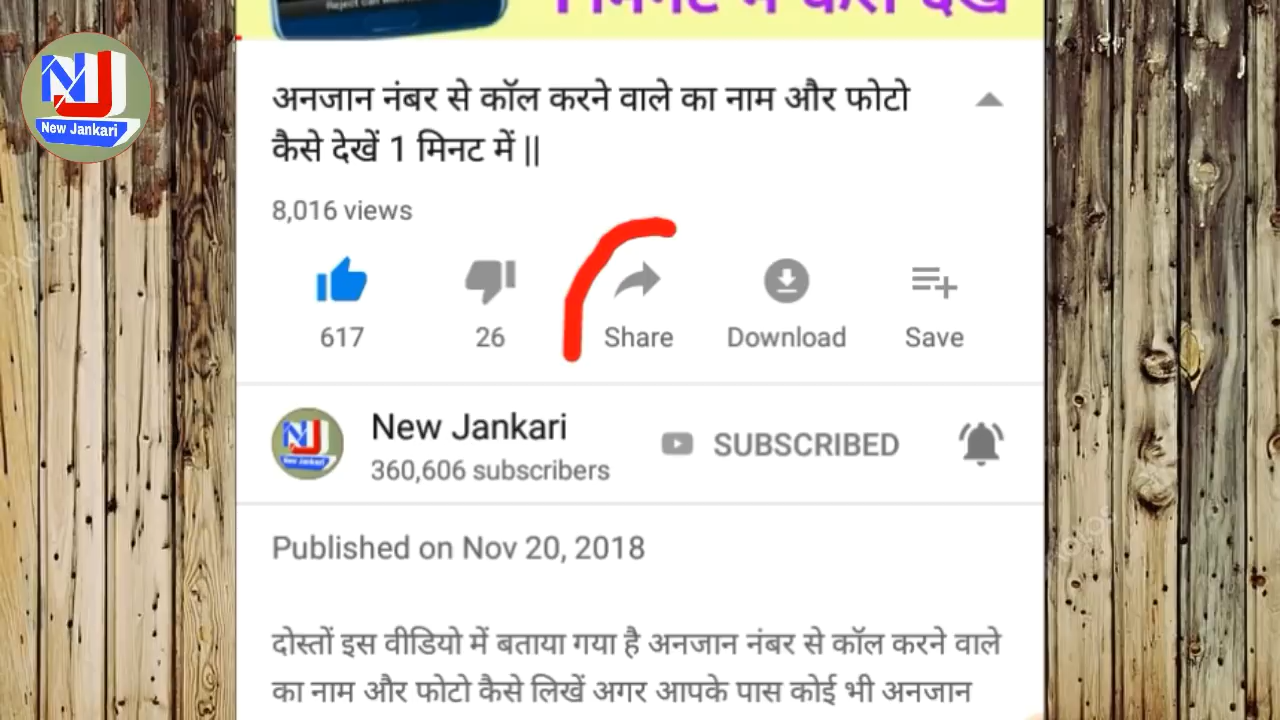 New Jankari
अनजान नंबर से कॉल करने वाले का नाम और फोटो
कैसे देखें 1 मिनट में ||
8,016 views
617
26
Share
Download
Save
New Jankari
360,606 subscribers
SUBSCRIBED
Published on Nov 20, 2018
दोस्तों इस वीडियो में बताया गया है अनजान नंबर से कॉल करने वाले
का नाम और फोटो कैसे लिखें अगर आपके पास कोई भी अनजान